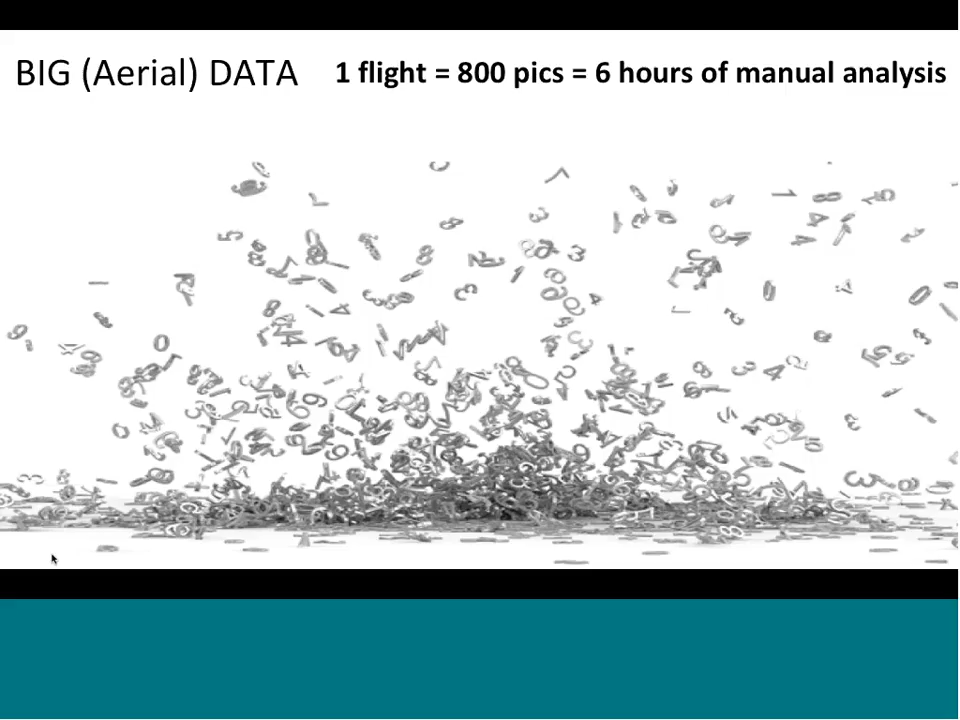 BIG (Aerial) DATA
1 flight = 800 pics = 6 hours of manual analysis